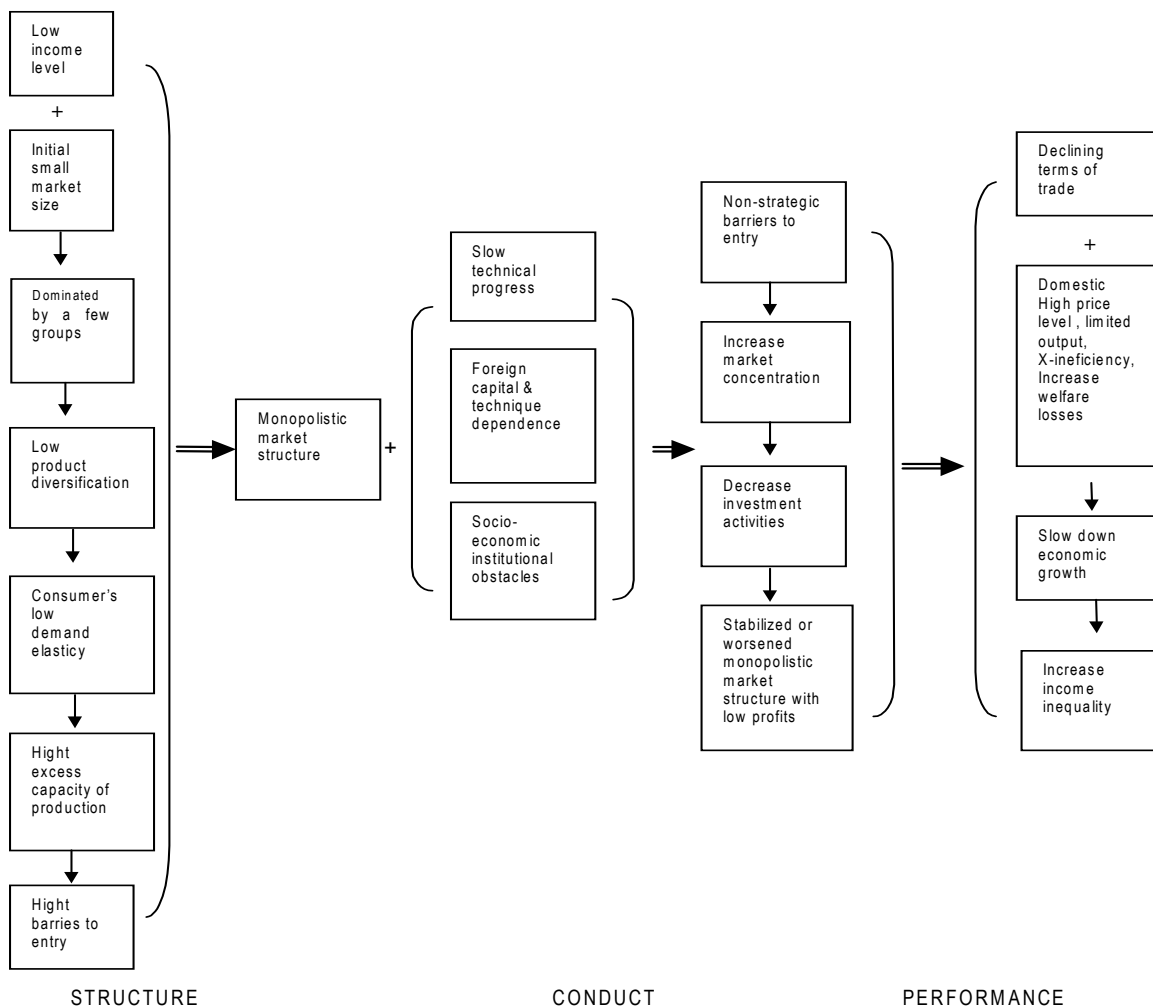 Low
income
level
+
Initial
small
market
size
Dominated
by a few
groups
Low
product
diversification
Consumer's
low
demand
elasticy
Hight
excess
capacity of
production
Hight
barries to
entry
Monopolistic
market
structure
+
Slow
technical
progress
Foreign
capital &
technique
dependence
Socio-
economic
institutional
obstacles
Non-strategic
barriers to
entry
Increase
market
concentration
Decrease
investment
activities
Stabilized or
worsened
monopolistic
market
structure with
low profits
Declining
terms of
trade
+
Domestic
High price
level , limited
output,
X-ineficiency,
Increase
welfare
losses
Slow down
economic
growth
Increase
income
inequality
STRUCTURE
CONDUCT
PERFORMANCE